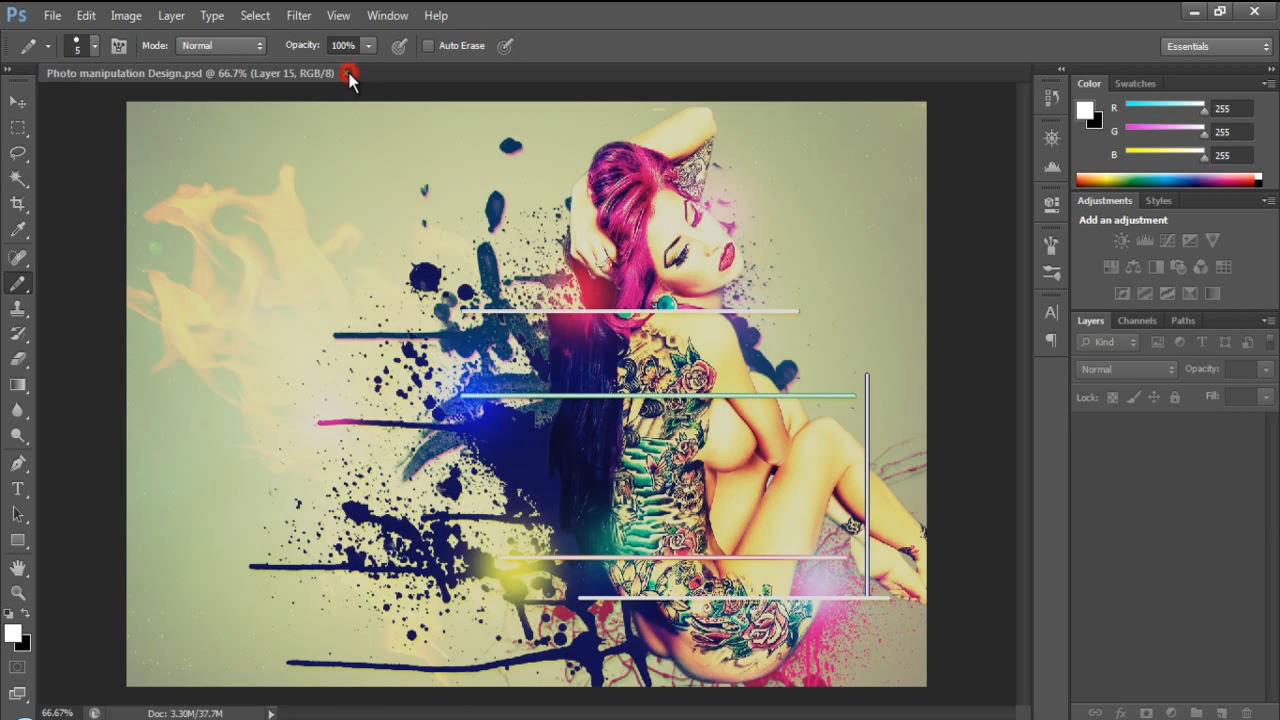 Ps File Edit Image Layer Type Select Filter View Window Help
5 Mode: Normal Opacity: 100% Auto Erase Essentials
Photo manipulation Design.psd @ 66.7% (Layer 15, RGB/8)
Color Swatches
R 255
G 255
B 255
Adjustments Styles
Add an adjustment
Layers Channels Paths
Kind
Normal Opacity:
Lock: Fill:
66.67% Doc: 3.30M/37.7M